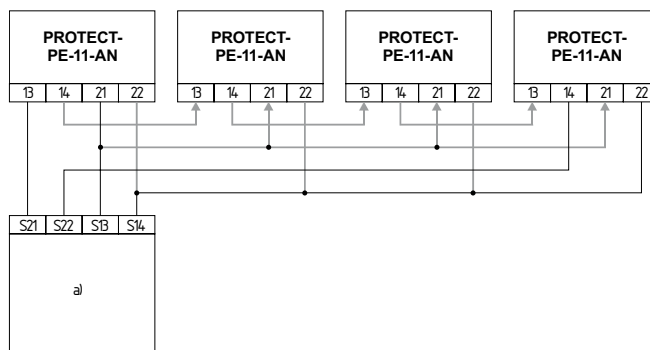 PROTECT-
PE-11-AN
PROTECT-
PE-11-AN
PROTECT-
PE-11-AN
PROTECT-
PE-11-AN
13 14 21 22 13 14 21 22 13 14 21 22 13 14 21 22
S21 S22 S13 S14
a)